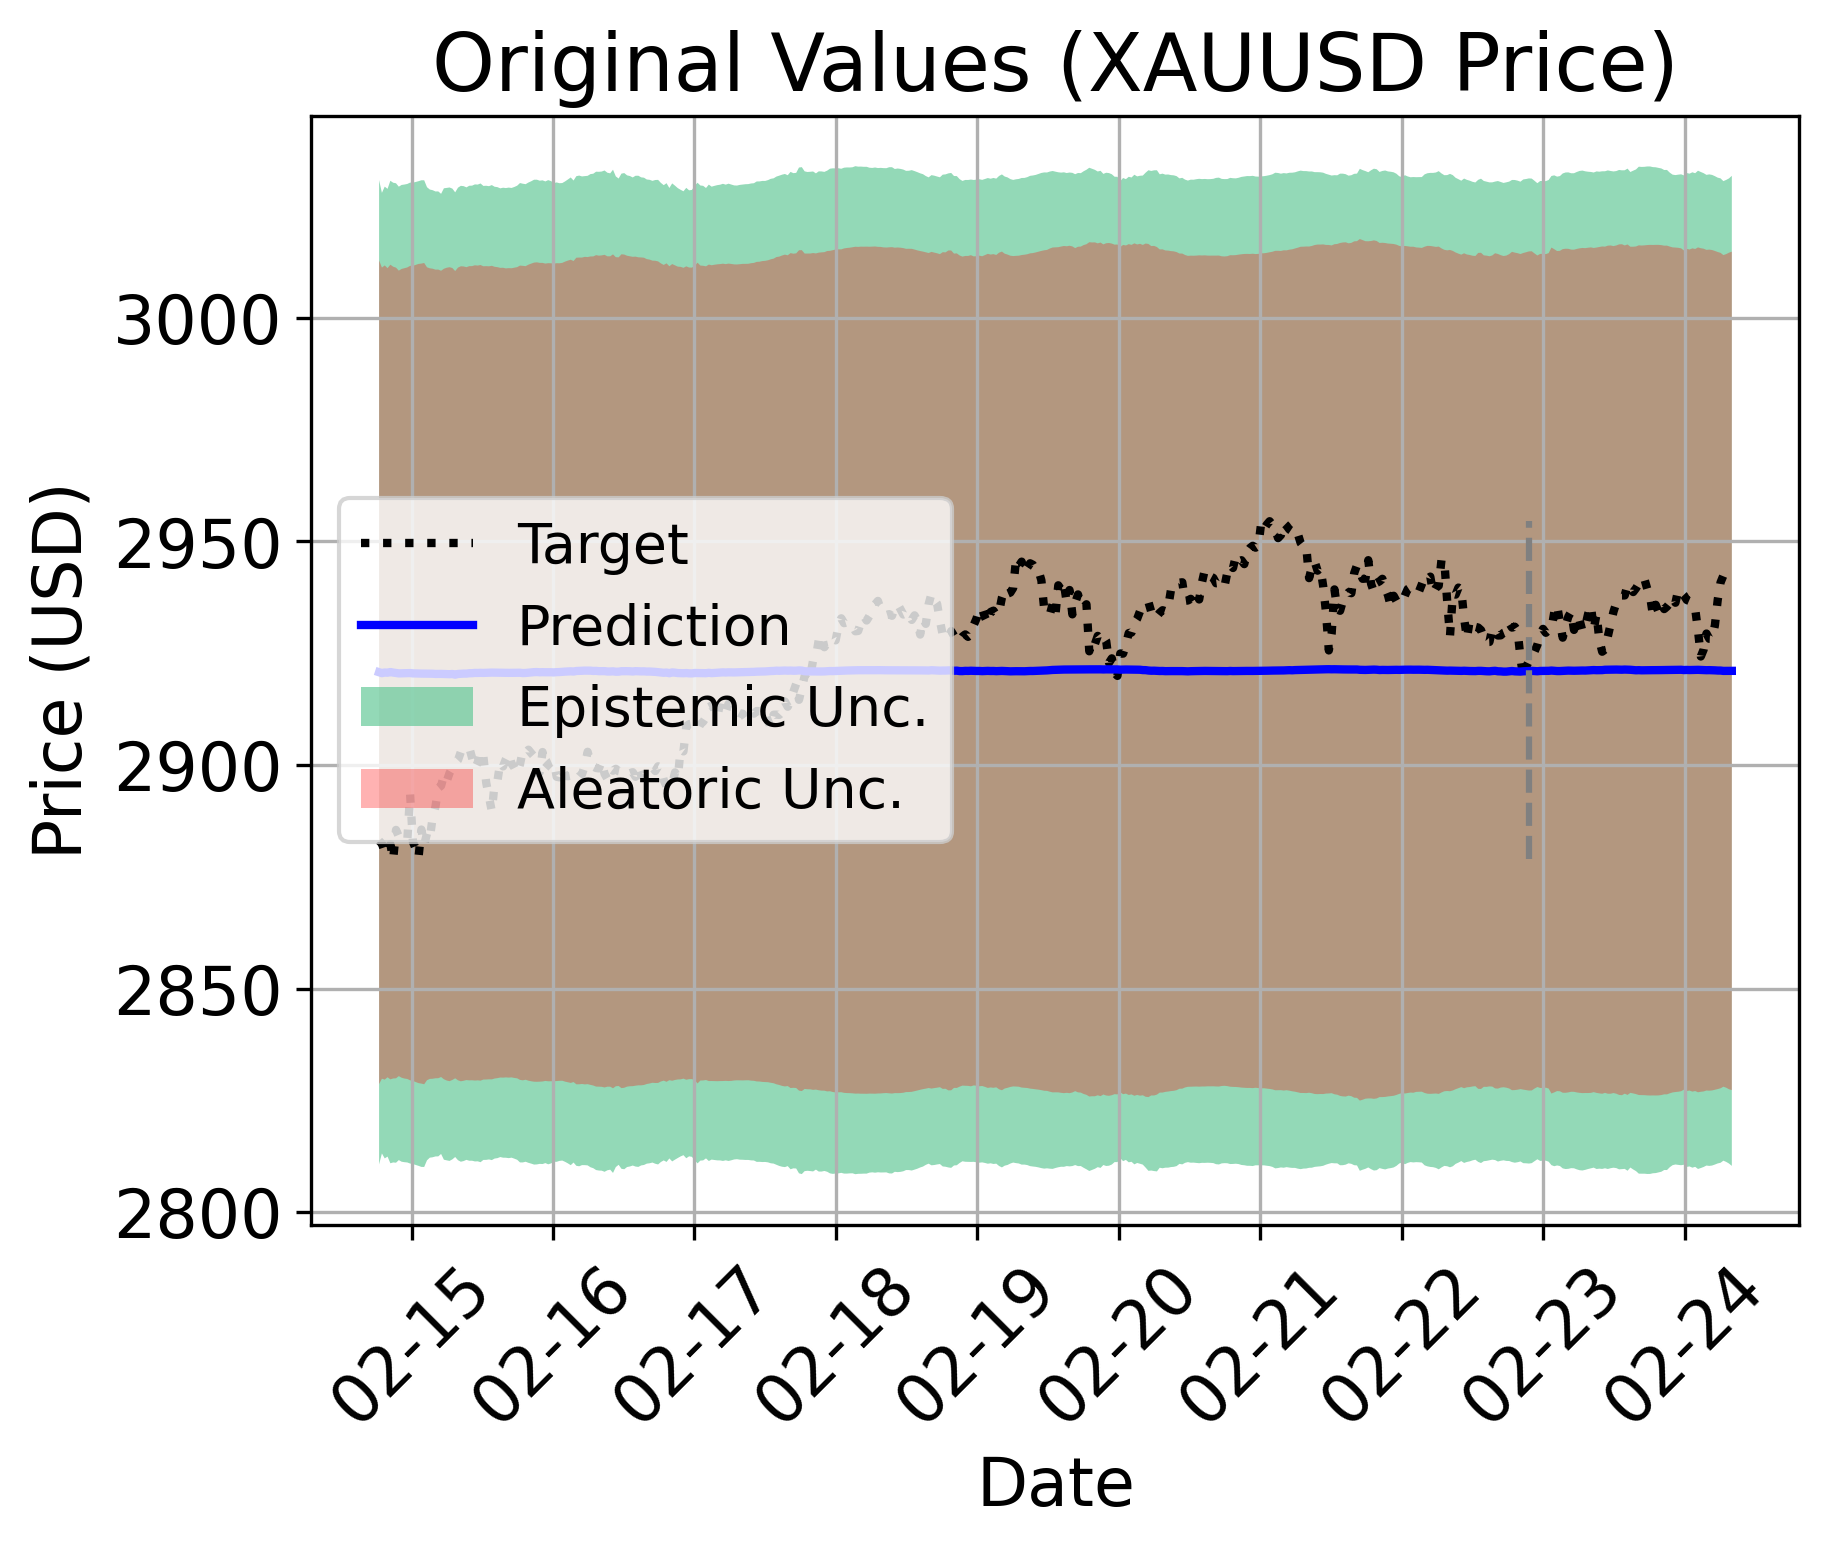 Original Values (XAUUSD Price)
Price (USD)
3000
2950
2900
2850
2800
Target
Prediction
Epistemic Unc.
Aleatoric Unc.
02-15
02-16
02-17
02-18
02-19
02-20
02-21
02-22
02-23
02-24
Date